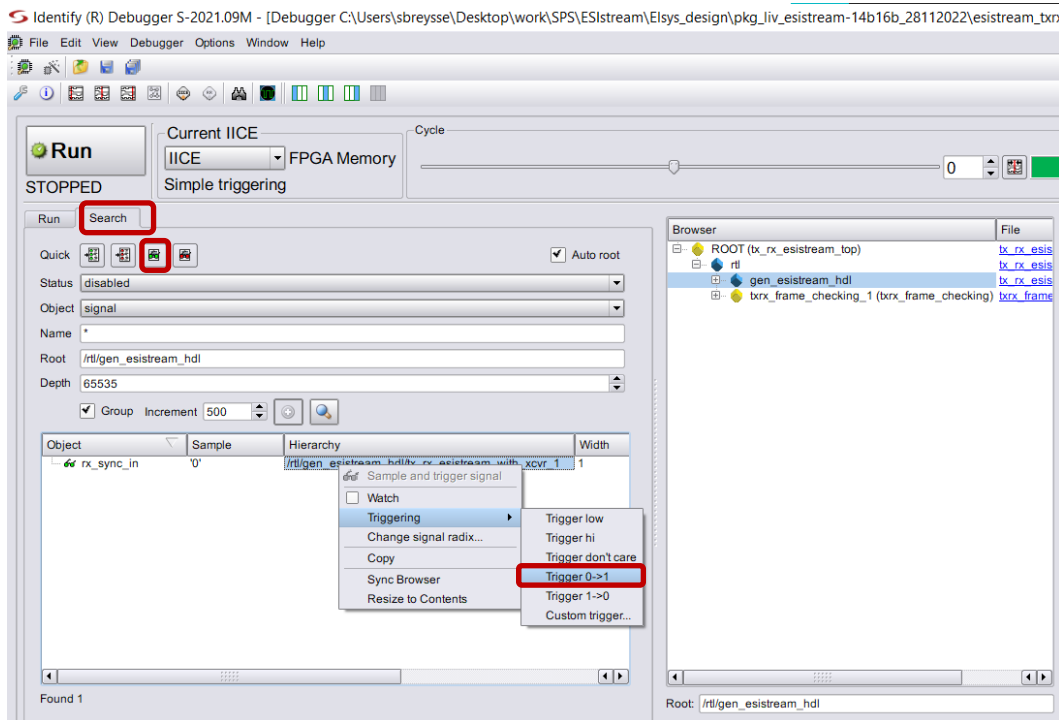 Identify (R) Debugger S-2021.09M - [Debugger C:\Users\sbreysse\Desktop\work\SPS\ESIstream\Elsys_design\pkg_liv_esistream-14b16b_28112022\esistream_txrx
File Edit View Debugger Options Window Help
Run
STOPPED
Current IICE
IICE
FPGA Memory
Simple triggering
Cycle
0
Run Search
Quick
Auto root
Status disabled
Object signal
Name *
Root /rtl/gen_esistream_hdl
Depth 65535
Group Increment 500
Object Sample Hierarchy Width
rx_sync_in '0' /rtl/gen_esistream_hdl/tx_rx_esistream_with_xcvr_1 1
Sample and trigger signal
Watch
Triggering
Change signal radix...
Copy
Sync Browser
Resize to Contents
Trigger low
Trigger hi
Trigger don't care
Trigger 0->1
Trigger 1->0
Custom trigger...
Found 1
Browser File
ROOT (tx_rx_esistream_top) tx_rx_esis
rtl tx_rx_esis
gen_esistream_hdl tx_rx_esis
txrx_frame_checking_1 (txrx_frame_checking) txrx_frame
Root: /rtl/gen_esistream_hdl